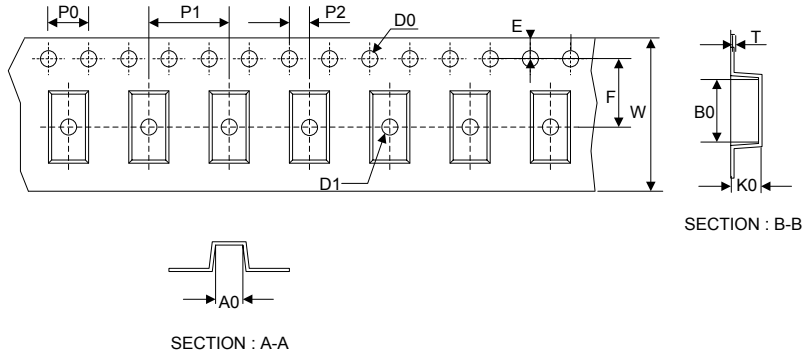 P0 P1 P2 D0 E T
F W B0
D1 K0
SECTION : B-B
A0
SECTION : A-A